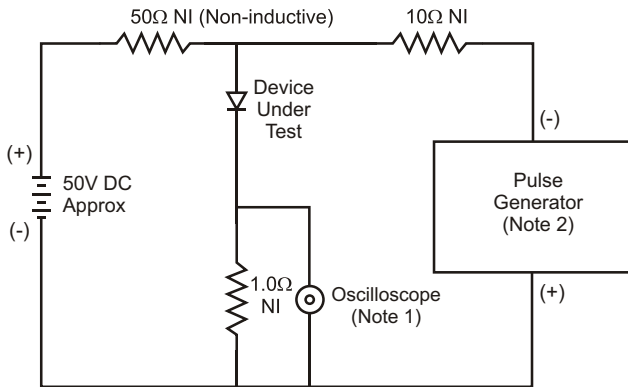 50Ω NI (Non-inductive)
10Ω NI
Device
Under
Test
(-)
(+)
50V DC
Approx
(-)
Pulse
Generator
(Note 2)
1.0Ω
NI
Oscilloscope
(Note 1)
(+)